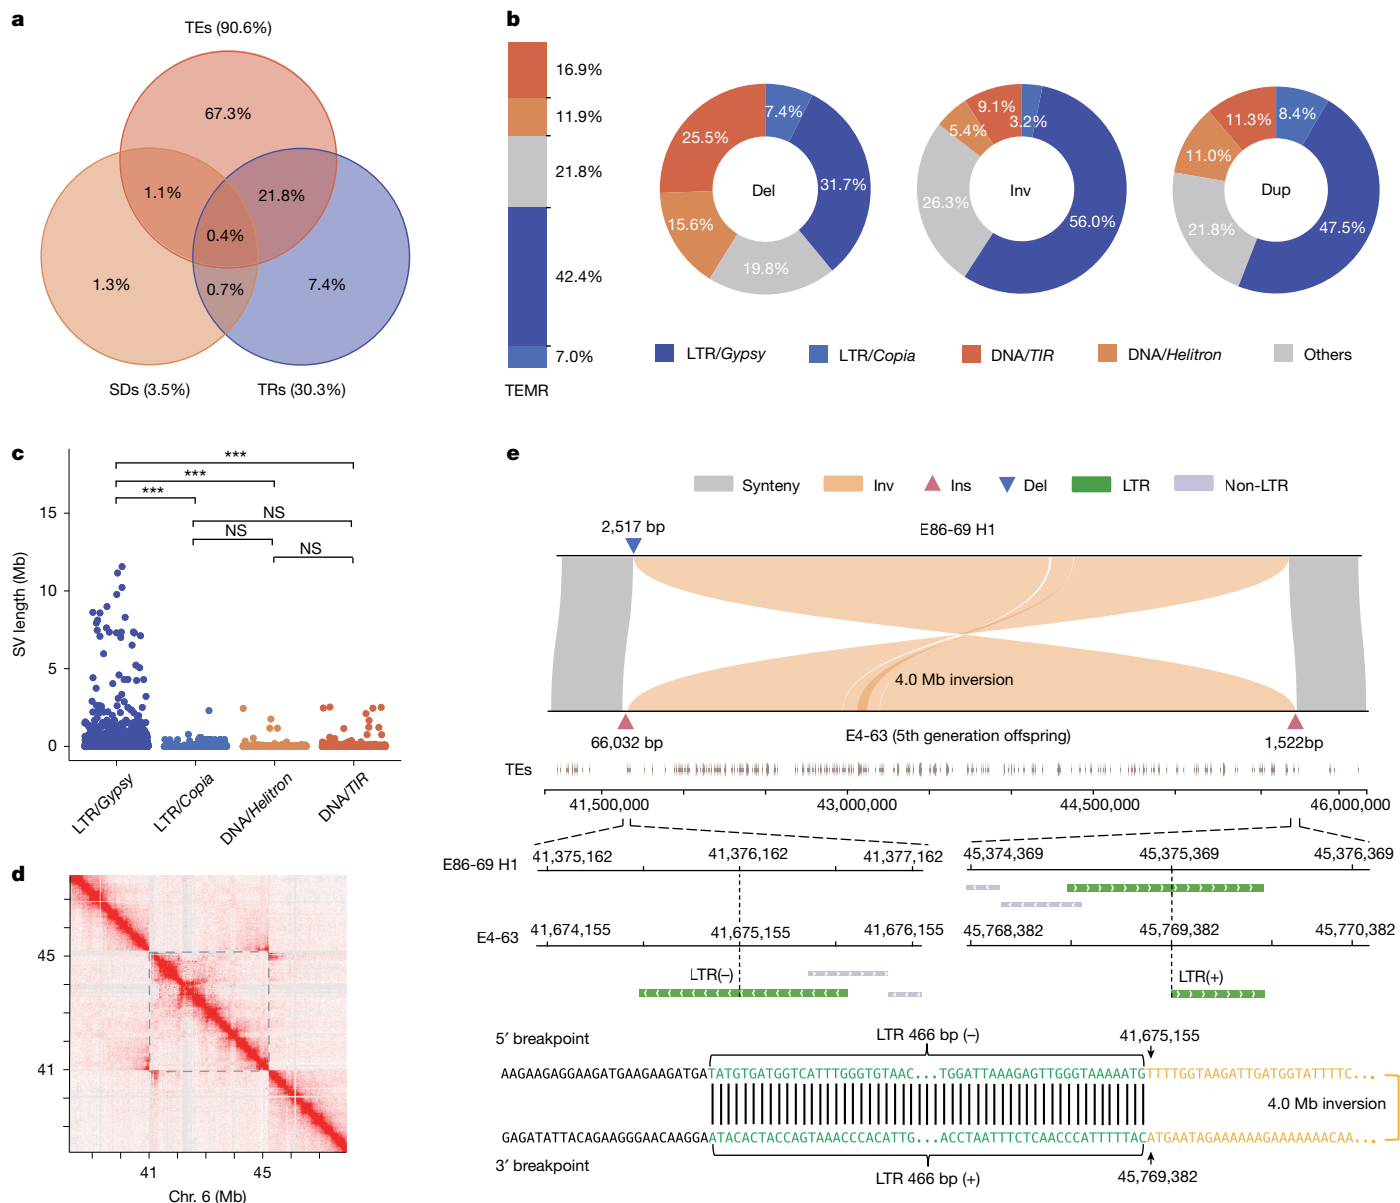 a
TEs (90.6%)
67.3%
1.1%
21.8%
0.4%
1.3%
0.7%
7.4%
SDs (3.5%)
TRs (30.3%)
b
16.9%
11.9%
21.8%
42.4%
7.0%
TEMR
7.4%
25.5%
31.7%
Del
15.6%
19.8%
9.1%
3.2%
5.4%
26.3%
Inv
56.0%
11.3%
8.4%
11.0%
Dup
21.8%
47.5%
LTR/Gypsy
LTR/Copia
DNA/TIR
DNA/Helitron
Others
c
***
***
***
NS
NS
NS
SV length (Mb)
15
10
5
0
LTR/Gypsy
LTR/Copia
DNA/Helitron
DNA/TIR
d
45
41
41
45
Chr. 6 (Mb)
e
Synteny
Inv
Ins
Del
LTR
Non-LTR
2,517 bp
E86-69 H1
4.0 Mb inversion
66,032 bp
E4-63 (5th generation offspring)
1,522bp
TEs
41,500,000
43,000,000
44,500,000
46,000,000
E86-69 H1
41,375,162
41,376,162
41,377,162
45,374,369
45,375,369
45,376,369
E4-63
41,674,155
41,675,155
41,676,155
45,768,382
45,769,382
45,770,382
LTR(–)
LTR(+)
5′ breakpoint
LTR 466 bp (–)
41,675,155
AAGAAGAGGAAGATGAAGAAGATGATATGTGATGGTCATTTGGGTGTAAC...TGGATTAAAGAGTTGGGTAAAAATGTTTTGGTAAGATTGATGGTATTTTC...
4.0 Mb inversion
GAGATATTACAGAAGGGAACAAGGAATACACTACCAGTAAACCCACATTG...ACCTAATTTCTCAACCCATTTTTACATGAATAGAAAAAAGAAAAAAACAA...
3′ breakpoint
LTR 466 bp (+)
45,769,382